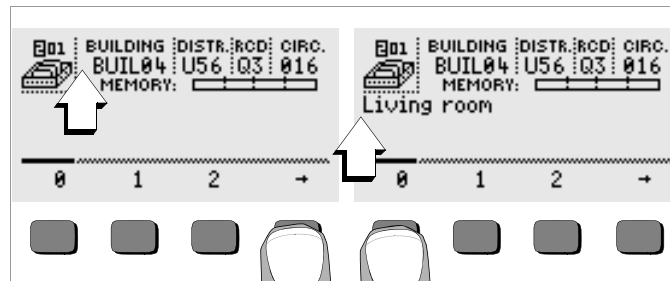 01 BUILDING DISTR. RCD CIRC.
BUIL04 U56 Q3 016
MEMORY:
0 1 2 →
01 BUILDING DISTR. RCD CIRC.
BUIL04 U56 Q3 016
MEMORY:
Living room
0 1 2 →